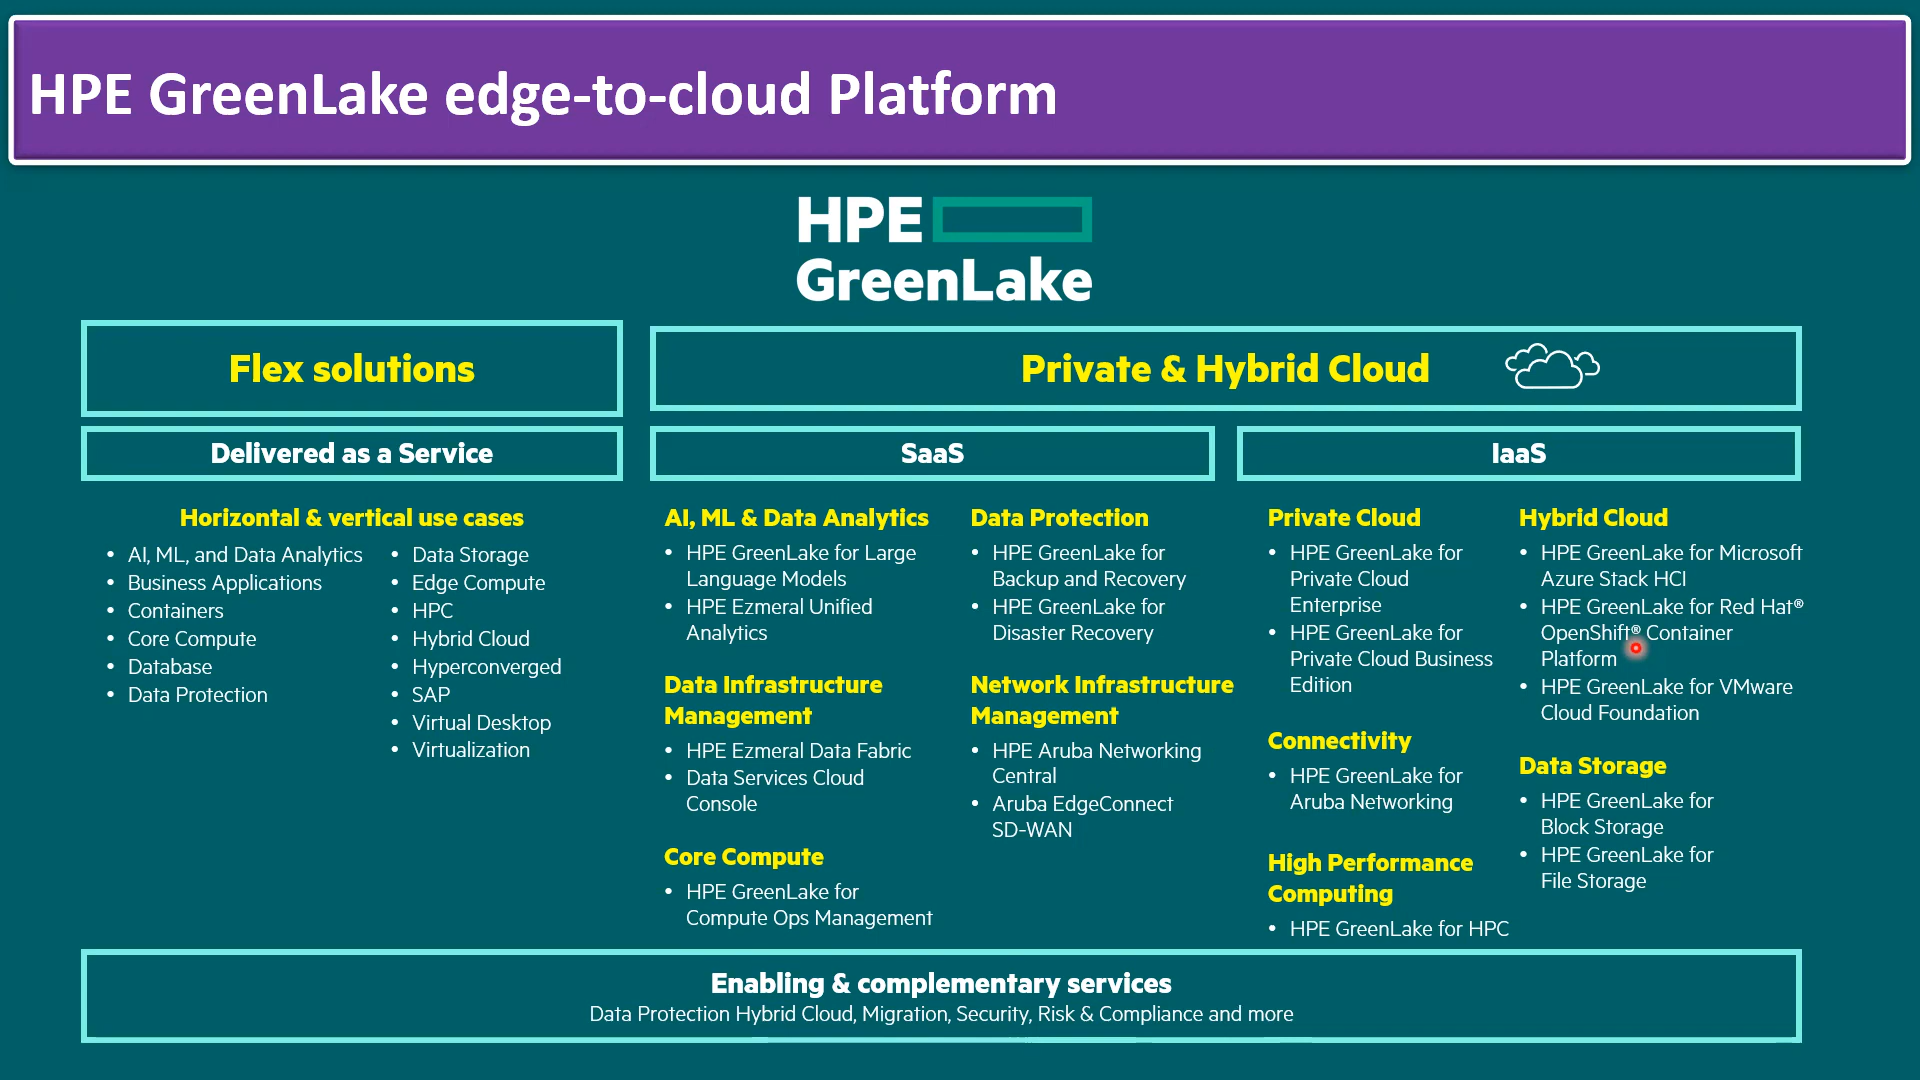 HPE GreenLake edge-to-cloud Platform
HPE
GreenLake
Flex solutions
Delivered as a Service
Horizontal & vertical use cases
• AI, ML, and Data Analytics
• Business Applications
• Containers
• Core Compute
• Database
• Data Protection
• Data Storage
• Edge Compute
• HPC
• Hybrid Cloud
• Hyperconverged
• SAP
• Virtual Desktop
• Virtualization
Private & Hybrid Cloud
SaaS
AI, ML & Data Analytics
• HPE GreenLake for Large
Language Models
• HPE Ezmeral Unified
Analytics
Data Infrastructure
Management
• HPE Ezmeral Data Fabric
• Data Services Cloud
Console
Core Compute
• HPE GreenLake for
Compute Ops Management
Data Protection
• HPE GreenLake for
Backup and Recovery
• HPE GreenLake for
Disaster Recovery
Network Infrastructure
Management
• HPE Aruba Networking
Central
• Aruba EdgeConnect
SD-WAN
IaaS
Private Cloud
• HPE GreenLake for
Private Cloud
Enterprise
• HPE GreenLake for
Private Cloud Business
Edition
Connectivity
• HPE GreenLake for
Aruba Networking
High Performance
Computing
• HPE GreenLake for HPC
Hybrid Cloud
• HPE GreenLake for Microsoft
Azure Stack HCI
• HPE GreenLake for Red Hat®
OpenShift® Container
Platform
• HPE GreenLake for VMware
Cloud Foundation
Data Storage
• HPE GreenLake for
Block Storage
• HPE GreenLake for
File Storage
Enabling & complementary services
Data Protection Hybrid Cloud, Migration, Security, Risk & Compliance and more